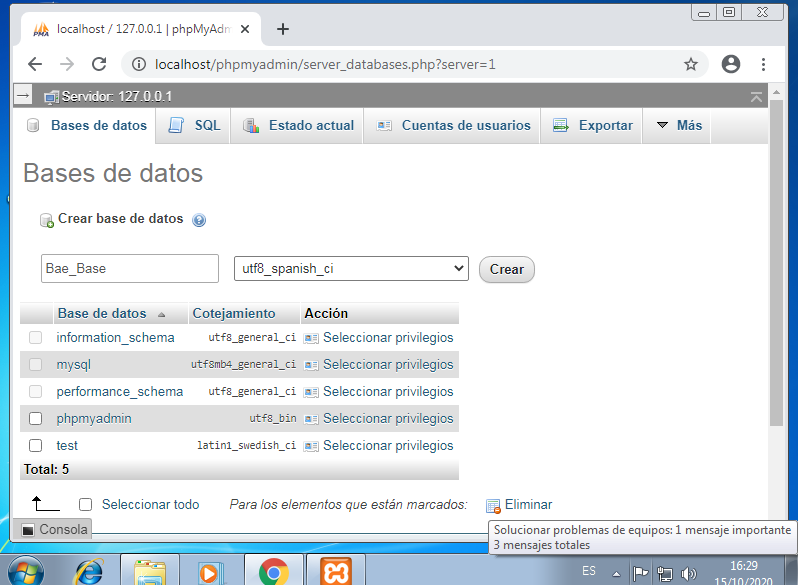 localhost / 127.0.0.1 | phpMyAdm
localhost/phpmyadmin/server_databases.php?server=1
Servidor: 127.0.0.1
Bases de datos SQL Estado actual Cuentas de usuarios Exportar Más
Bases de datos
Crear base de datos
Bae_Base utf8_spanish_ci Crear
Base de datos Cotejamiento Acción
information_schema utf8_general_ci Seleccionar privilegios
mysql utf8mb4_general_ci Seleccionar privilegios
performance_schema utf8_general_ci Seleccionar privilegios
phpmyadmin utf8_bin Seleccionar privilegios
test latin1_swedish_ci Seleccionar privilegios
Total: 5
Seleccionar todo Para los elementos que están marcados: Eliminar
Consola
Solucionar problemas de equipos: 1 mensaje importante
3 mensajes totales
ES 16:29
15/10/2020